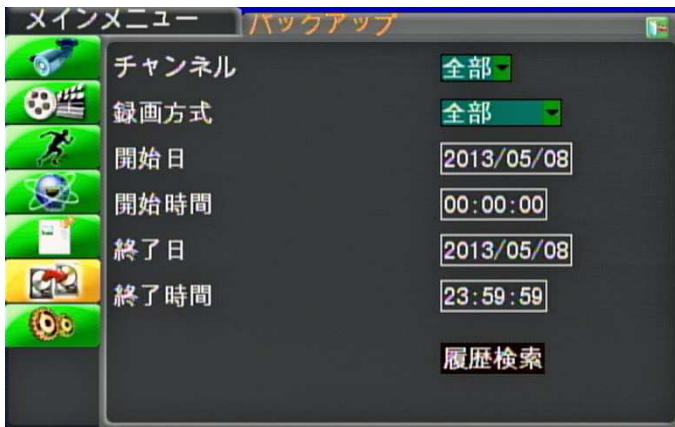 メインメニュー バックアップ
チャンネル 全部
録画方式 全部
開始日 2013/05/08
開始時間 00:00:00
終了日 2013/05/08
終了時間 23:59:59
履歴検索